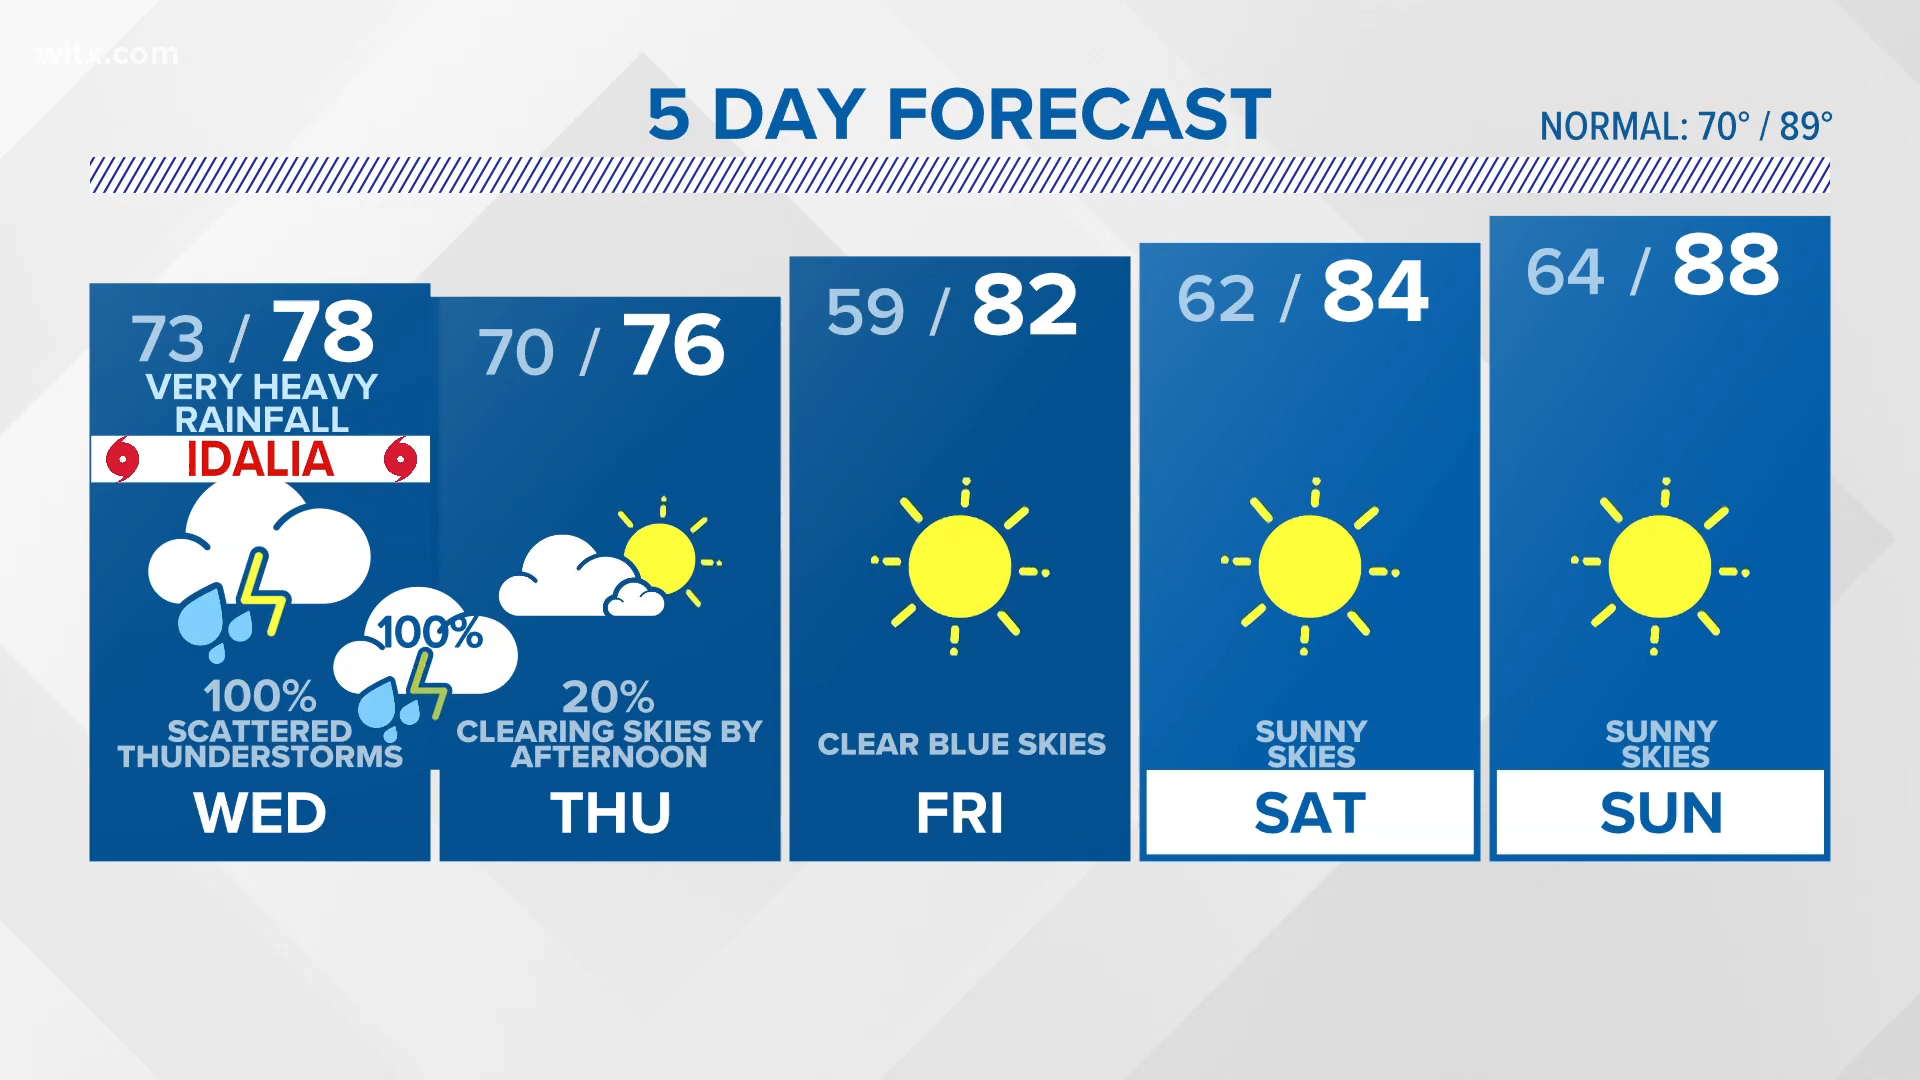 wltx.com
5 DAY FORECAST
NORMAL: 70° / 89°
73 / 78
VERY HEAVY
RAINFALL
IDALIA
100%
SCATTERED
THUNDERSTORMS
WED
100%
70 / 76
20%
CLEARING SKIES BY
AFTERNOON
THU
59 / 82
CLEAR BLUE SKIES
FRI
62 / 84
SUNNY
SKIES
SAT
64 / 88
SUNNY
SKIES
SUN